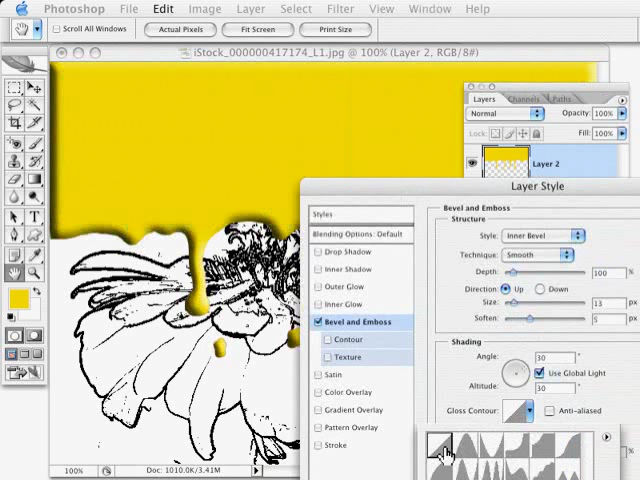 Photoshop File Edit Image Layer Select Filter View Window Help
Scroll All Windows Actual Pixels Fit Screen Print Size
iStock_000000417174_L1.jpg @ 100% (Layer 2, RGB/8#)
Layers Channels Paths
Normal Opacity: 100%
Lock: Fill: 100%
Layer 2
Layer Style
Styles
Blending Options: Default
Drop Shadow
Inner Shadow
Outer Glow
Inner Glow
Bevel and Emboss
Contour
Texture
Satin
Color Overlay
Gradient Overlay
Pattern Overlay
Stroke
Bevel and Emboss
Structure
Style: Inner Bevel
Technique: Smooth
Depth: 100 %
Direction: Up Down
Size: 13 px
Soften: 5 px
Shading
Angle: 30 °
Use Global Light
Altitude: 30 °
Gloss Contour: Anti-aliased
%
100% Doc: 1010.0K/3.41M